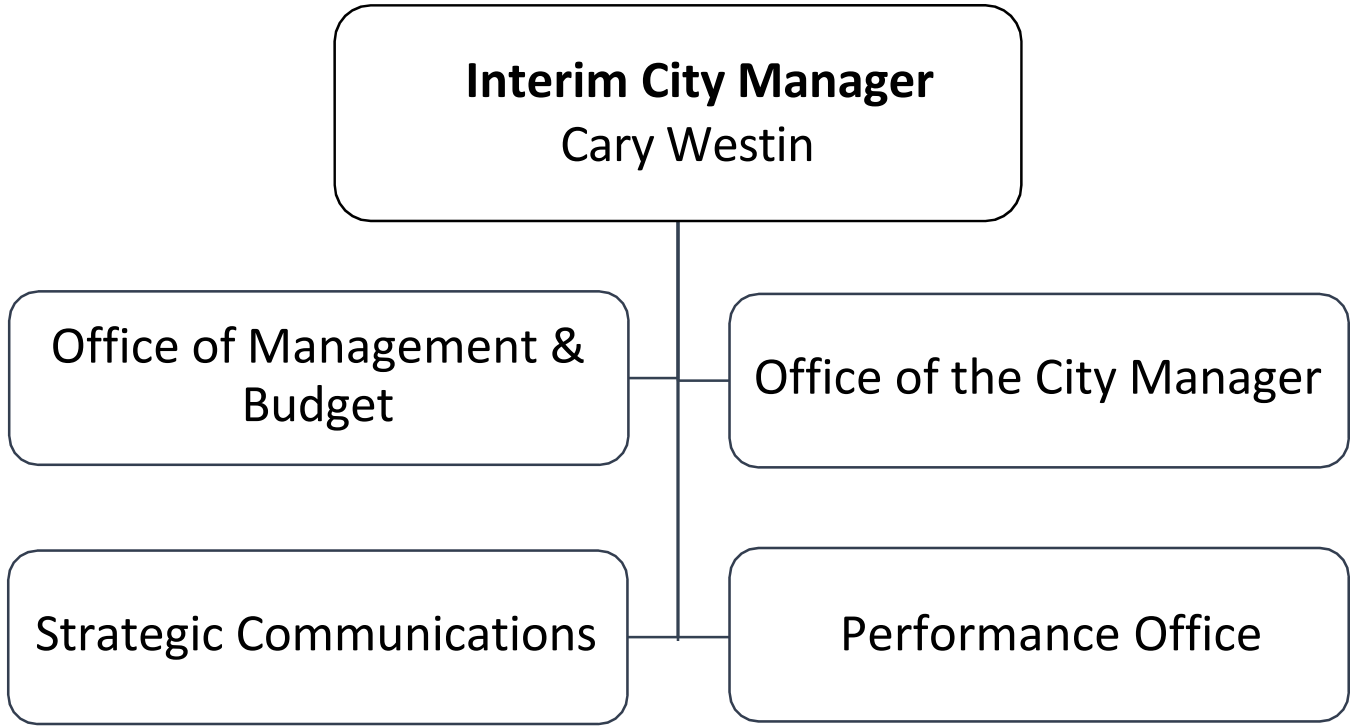 Interim City Manager
Cary Westin
Office of Management &
Budget
Office of the City Manager
Strategic Communications
Performance Office